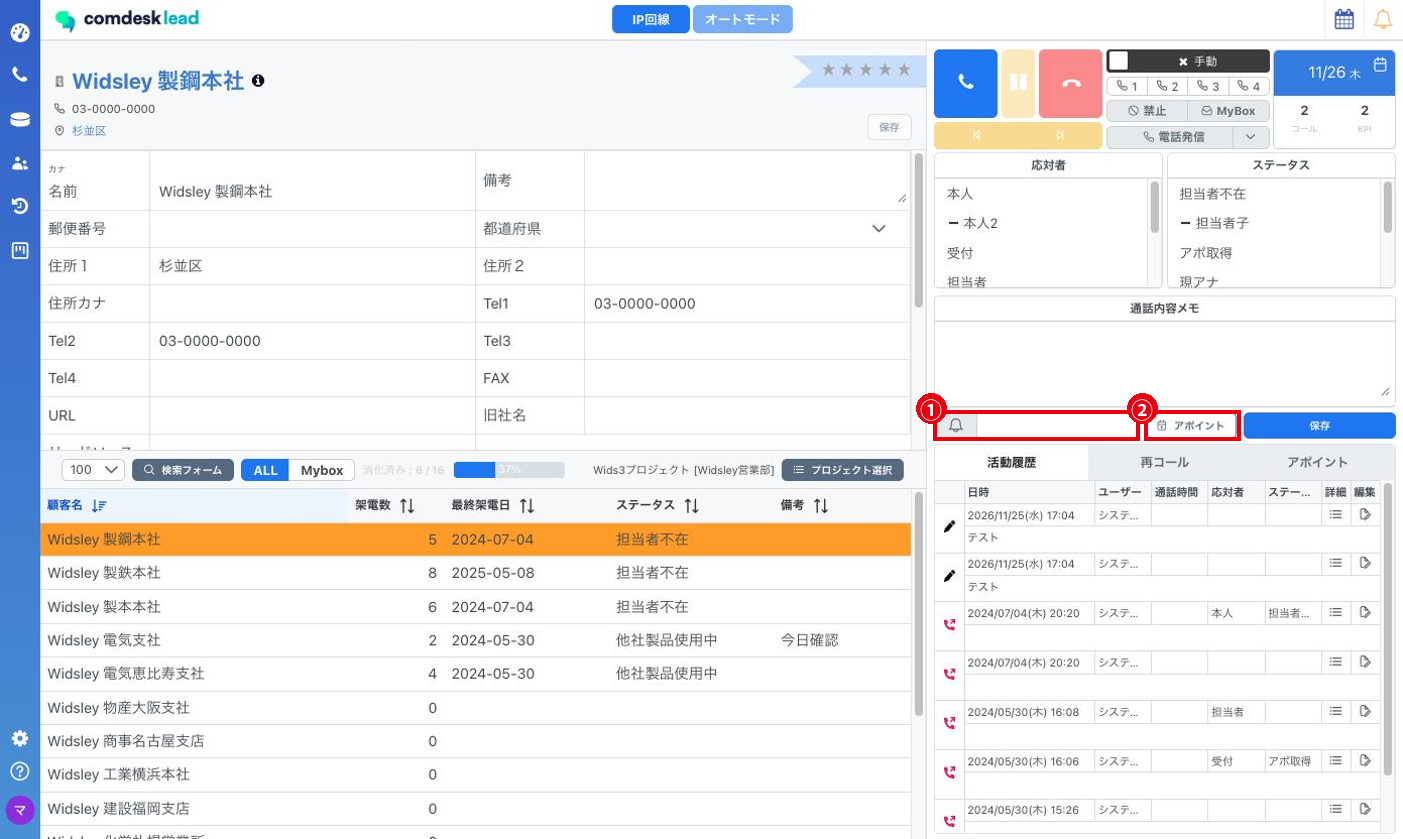 comdesk lead
IP回線 オートモード
Widsley 製鋼本社
03-0000-0000
杉並区
保存
カナ
名前 Widsley 製鋼本社 備考
郵便番号 都道府県
住所1 杉並区 住所2
住所カナ Tel1 03-0000-0000
Tel2 03-0000-0000 Tel3
Tel4 FAX
URL 旧社名
100 検索フォーム ALL Mybox 消化済み : 6 / 16 37% Wids3プロジェクト [Widsley営業部] プロジェクト選択
顧客名 架電数 最終架電日 ステータス 備考
Widsley 製鋼本社 5 2024-07-04 担当者不在
Widsley 製鉄本社 8 2025-05-08 担当者不在
Widsley 製本本社 6 2024-07-04 担当者不在
Widsley 電気支社 2 2024-05-30 他社製品使用中 今日確認
Widsley 電気恵比寿支社 4 2024-05-30 他社製品使用中
Widsley 物産大阪支社 0
Widsley 商事名古屋支店 0
Widsley 工業横浜本社 0
Widsley 建設福岡支店 0
マ
手動
1 2 3 4
禁止 MyBox
電話発信
11/26 木
2 2
コール KPI
応対者 ステータス
本人 担当者不在
ー 本人2 ー 担当者子
受付 アポ取得
担当者 現アナ
通話内容メモ
1 2
アポイント 保存
活動履歴 再コール アポイント
日時 ユーザー 通話時間 応対者 ステー... 詳細 編集
2026/11/25(水) 17:04 システ...
テスト
2026/11/25(水) 17:04 システ...
テスト
2024/07/04(木) 20:20 システ... 本人 担当者...
2024/07/04(木) 20:20 システ...
2024/05/30(木) 16:08 システ... 担当者
2024/05/30(木) 16:06 システ... 受付 アポ取得
2024/05/30(木) 15:26 システ...